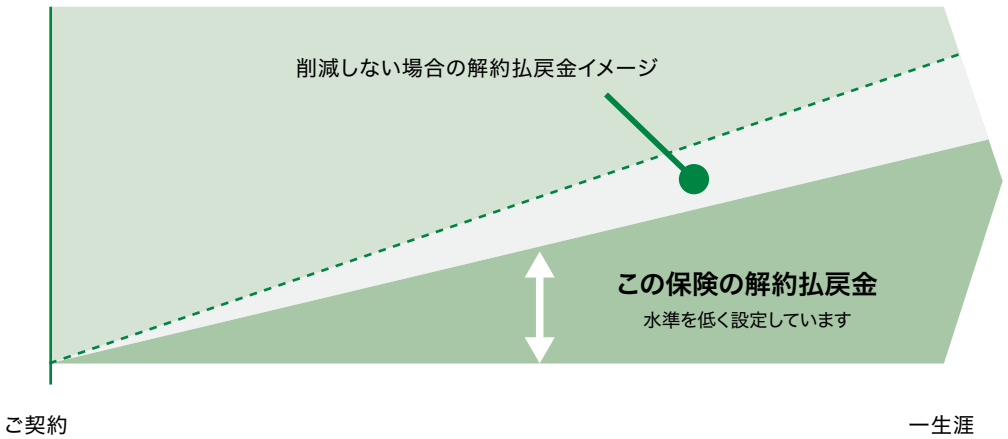 削減しない場合の解約払戻金イメージ
この保険の解約払戻金
水準を低く設定しています
ご契約
一生涯